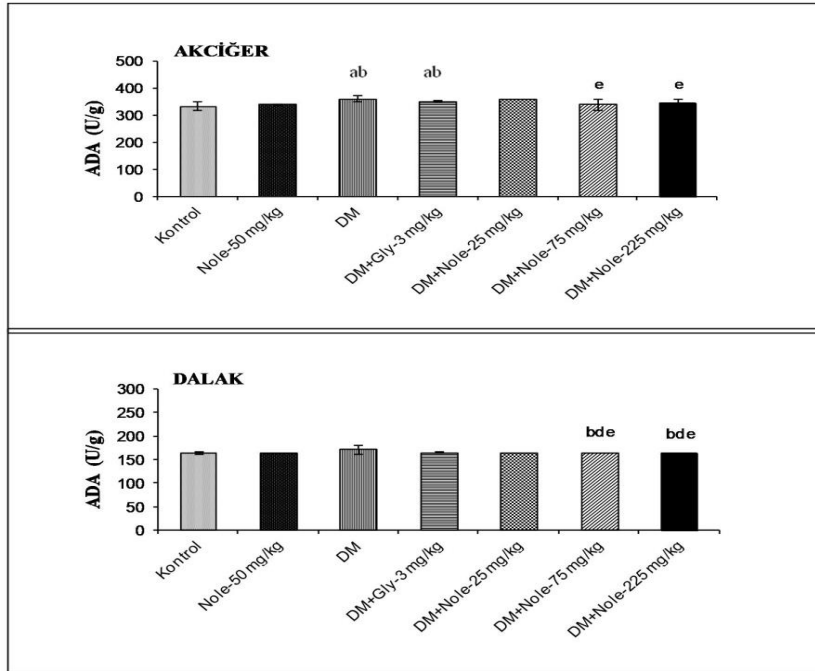 AKCİĞER
500
400
300
200
100
0
ADA (U/g)
ab
ab
e
e
Kontrol
Nole-50 mg/kg
DM
DM+Gly-3 mg/kg
DM+Nole-25 mg/kg
DM+Nole-75 mg/kg
DM+Nole-225 mg/kg
DALAK
300
250
200
150
100
50
0
ADA (U/g)
bde
bde
Kontrol
Nole-50 mg/kg
DM
DM+Gly-3 mg/kg
DM+Nole-25 mg/kg
DM+Nole-75 mg/kg
DM+Nole-225 mg/kg